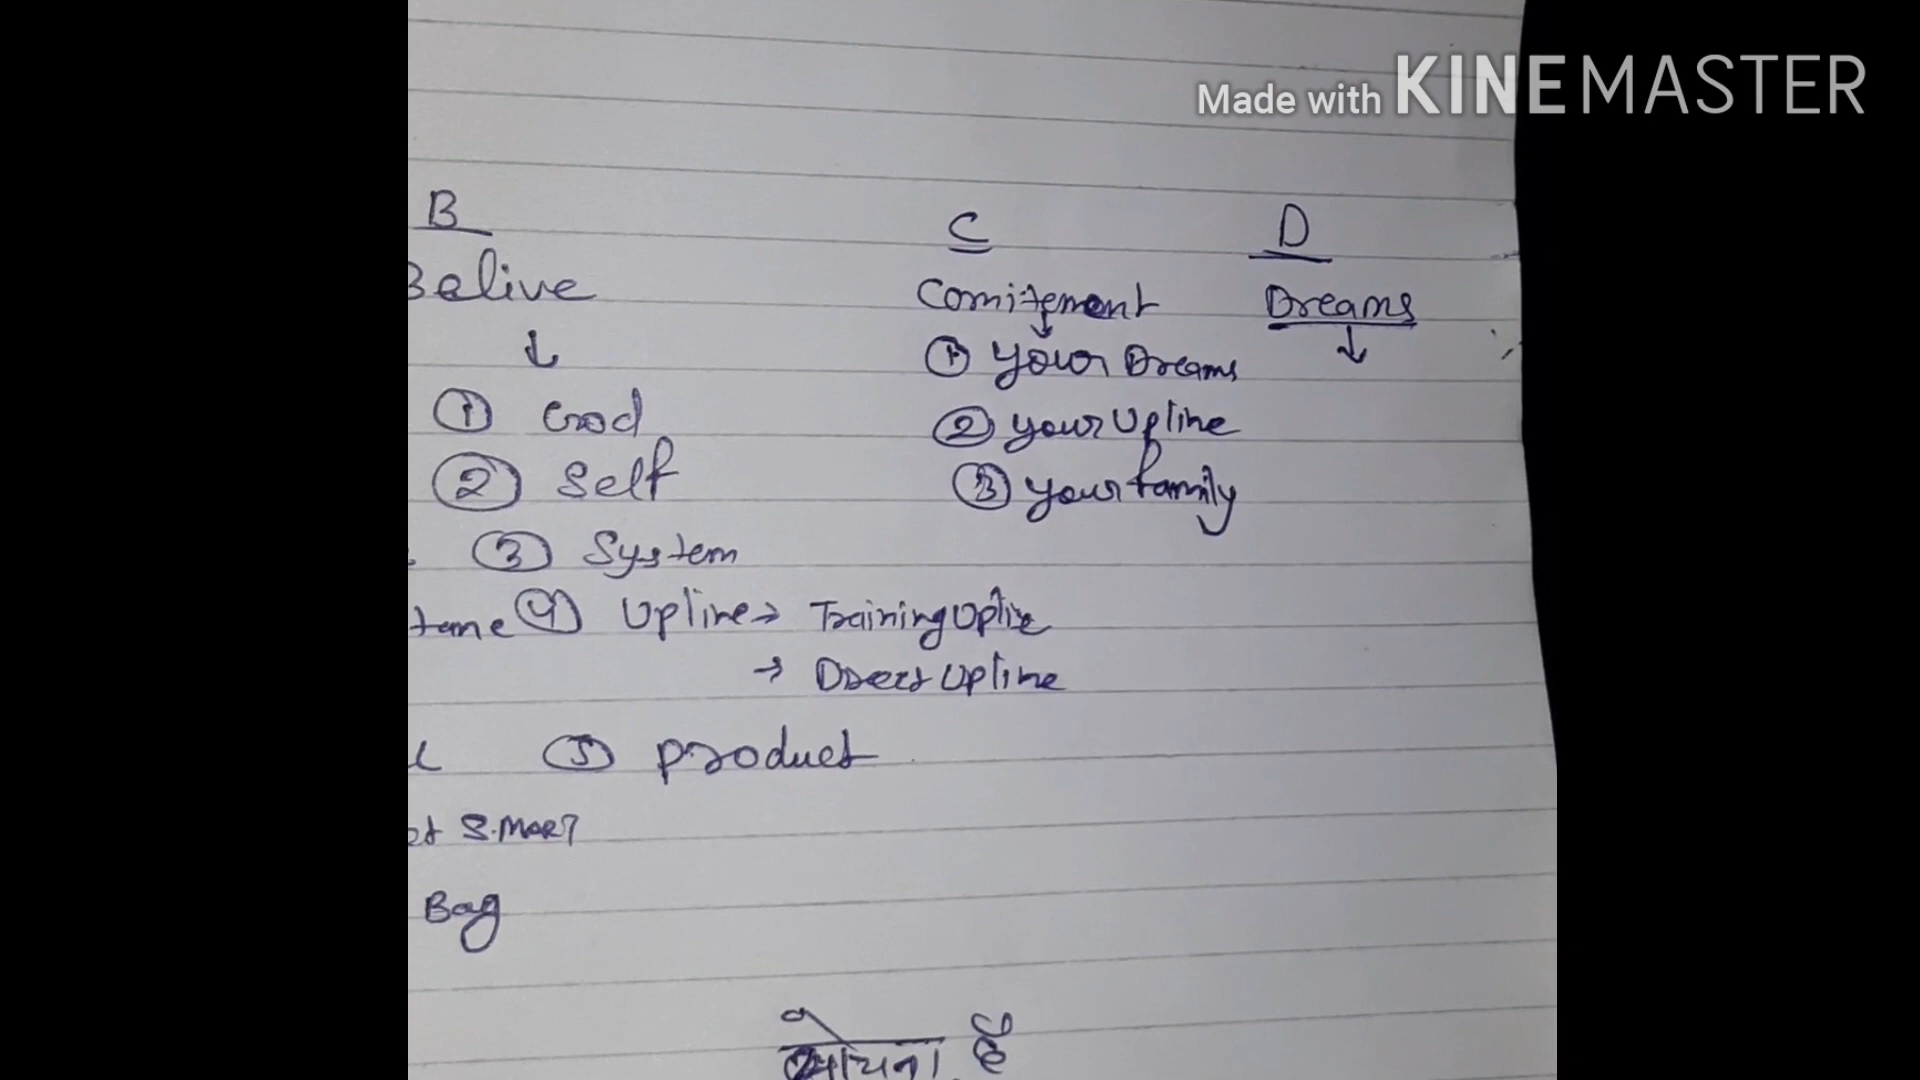 Made with KINEMASTER
B
C
D
Belive
Comitement
Dreams
↓
① Your Dreams
↓
① God
② Your Upline
② Self
③ Your family
③ System
④ Upline → Training Upline
→ Direct Upline
⑤ product
S.MART
Bag
है